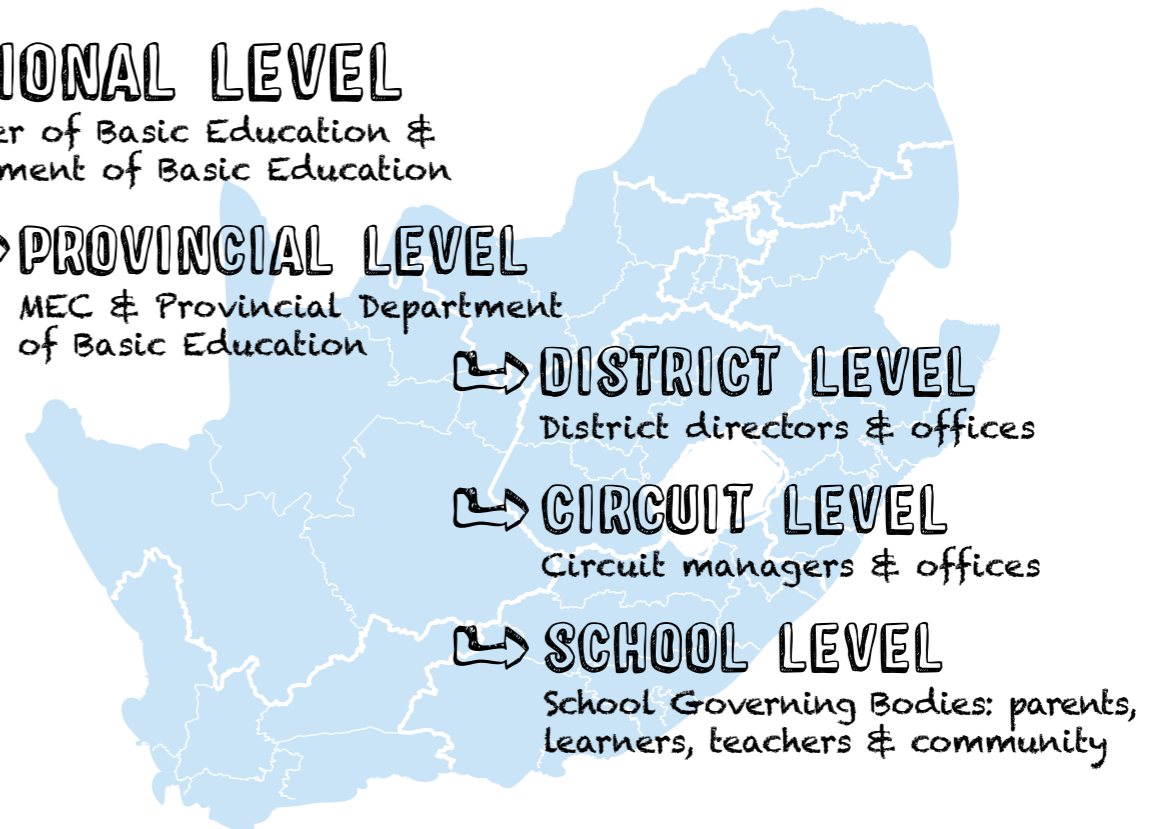 IONAL LEVEL
er of Basic Education &
ment of Basic Education
PROVINCIAL LEVEL
MEC & Provincial Department
of Basic Education
DISTRICT LEVEL
District directors & offices
CIRCUIT LEVEL
Circuit managers & offices
SCHOOL LEVEL
School Governing Bodies: parents,
learners, teachers & community